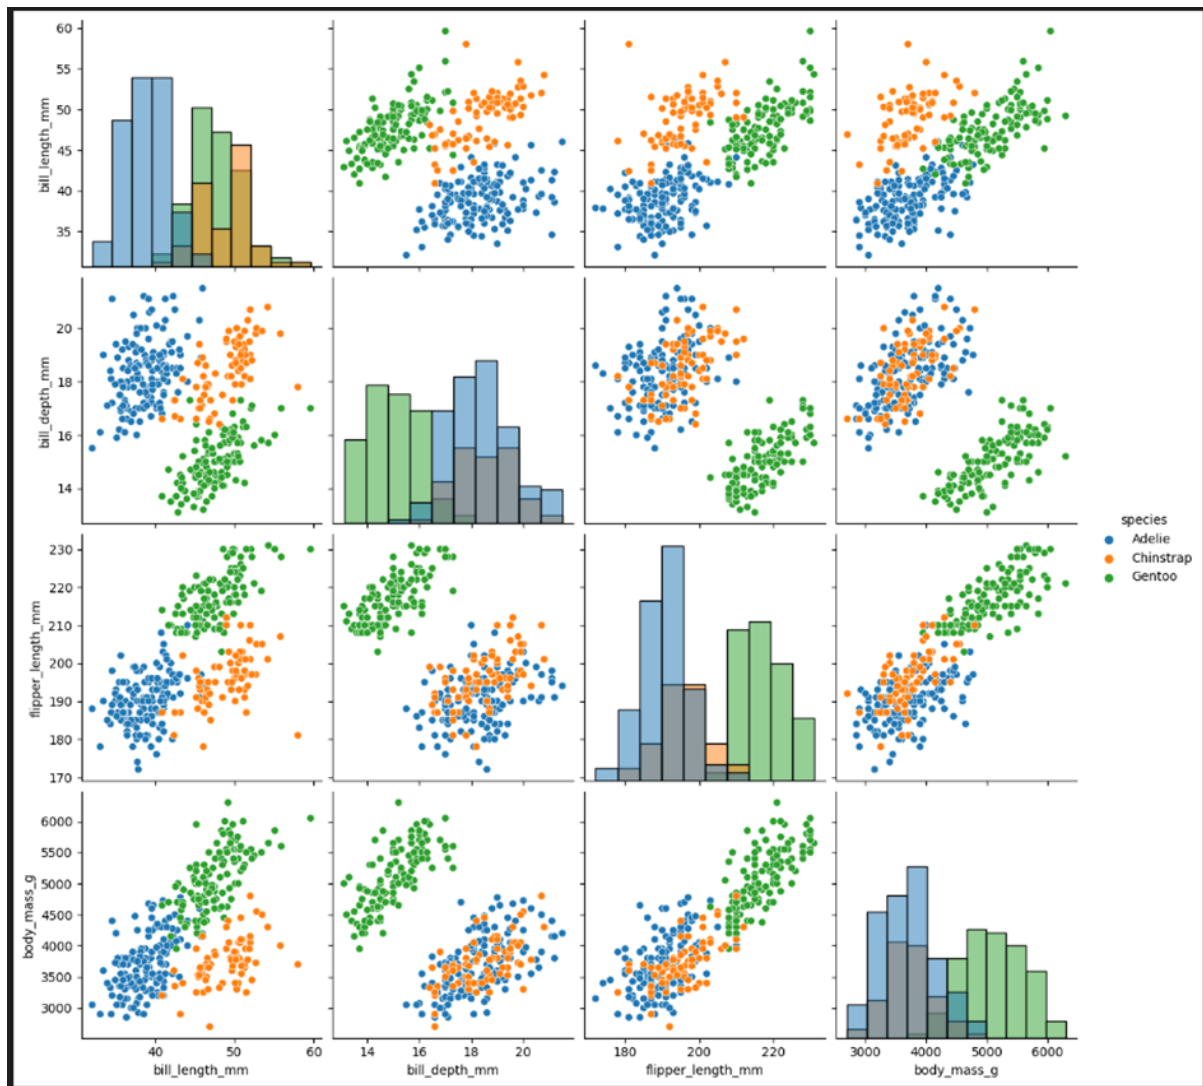 60
55
50
45
40
35
bill_length_mm
20
18
16
14
bill_depth_mm
species
Adelie
Chinstrap
Gentoo
230
220
210
200
190
180
170
flipper_length_mm
6000
5500
5000
4500
4000
3500
3000
body_mass_g
40 50 60
14 16 18 20
180 200 220
3000 4000 5000 6000
bill_length_mm
bill_depth_mm
flipper_length_mm
body_mass_g